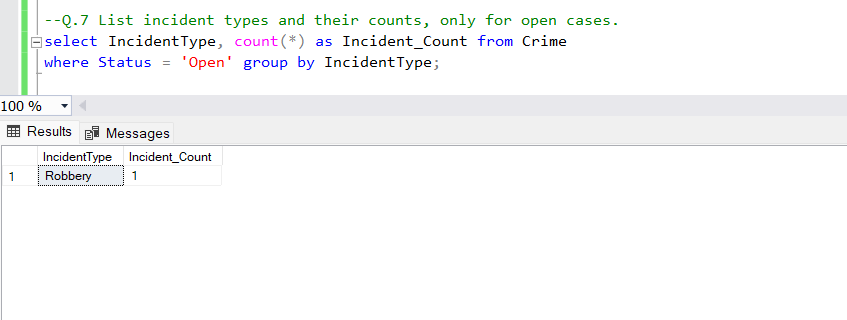 --Q.7 List incident types and their counts, only for open cases.
select IncidentType, count(*) as Incident_Count from Crime
where Status = 'Open' group by IncidentType;
100 %
Results Messages
IncidentType Incident_Count
1 Robbery 1